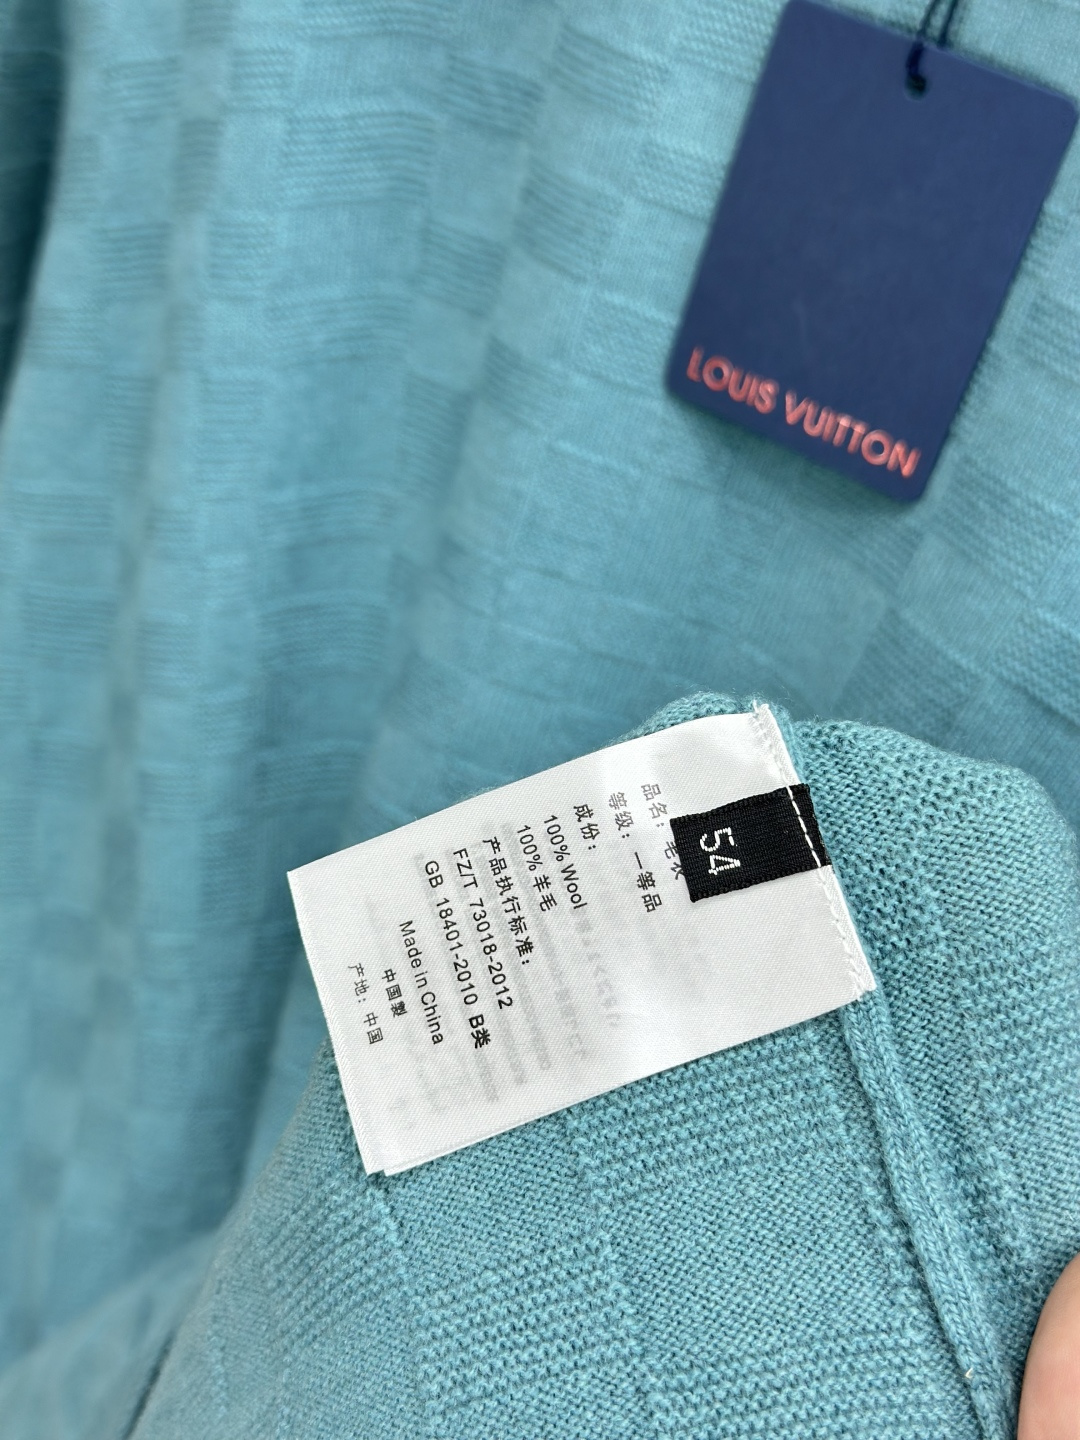 LOUIS VUITTON
54
品名：毛衣
等级：一等品
成份：
100% Wool
100% 羊毛
产品执行标准：
FZ/T 73018-2012
GB 18401-2010 B类
Made in China
中国製
产地：中国